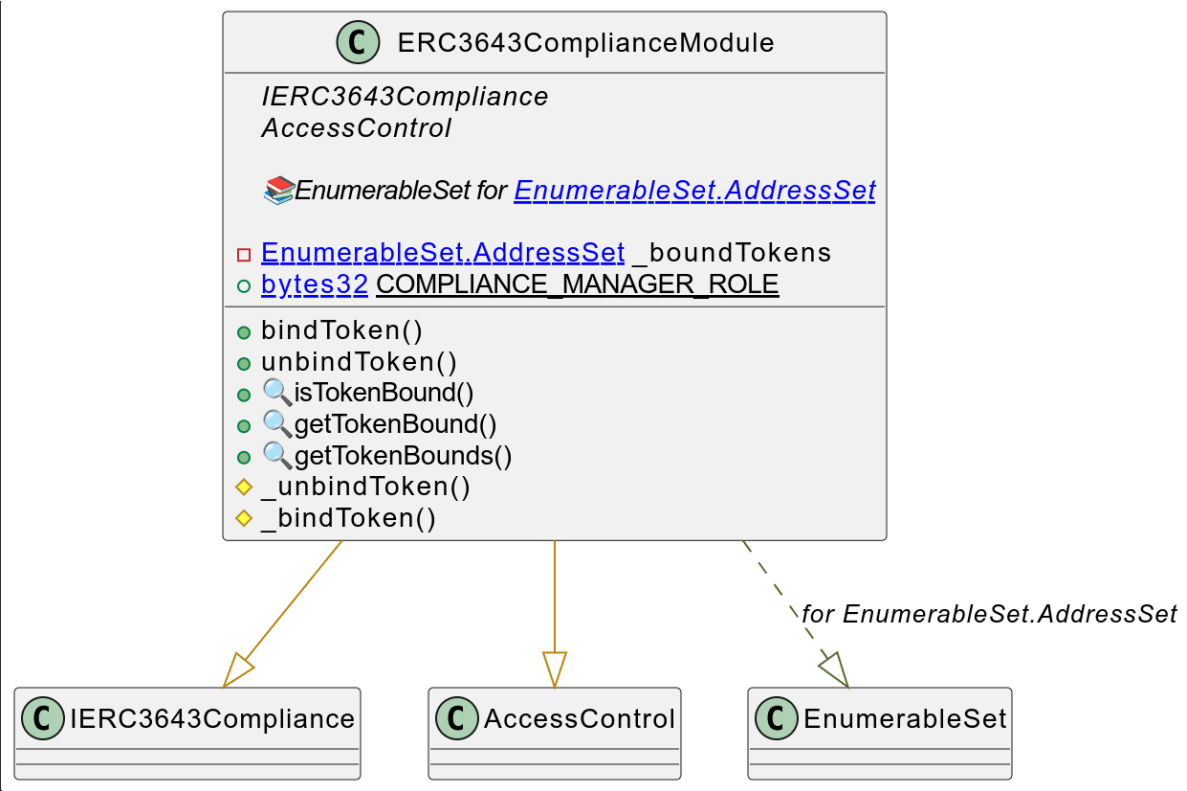 C ERC3643ComplianceModule
IERC3643Compliance
AccessControl
📚EnumerableSet for EnumerableSet.AddressSet
EnumerableSet.AddressSet _boundTokens
bytes32 COMPLIANCE_MANAGER_ROLE
bindToken()
unbindToken()
🔍isTokenBound()
🔍getTokenBound()
🔍getTokenBounds()
_unbindToken()
_bindToken()
for EnumerableSet.AddressSet
C IERC3643Compliance
C AccessControl
C EnumerableSet